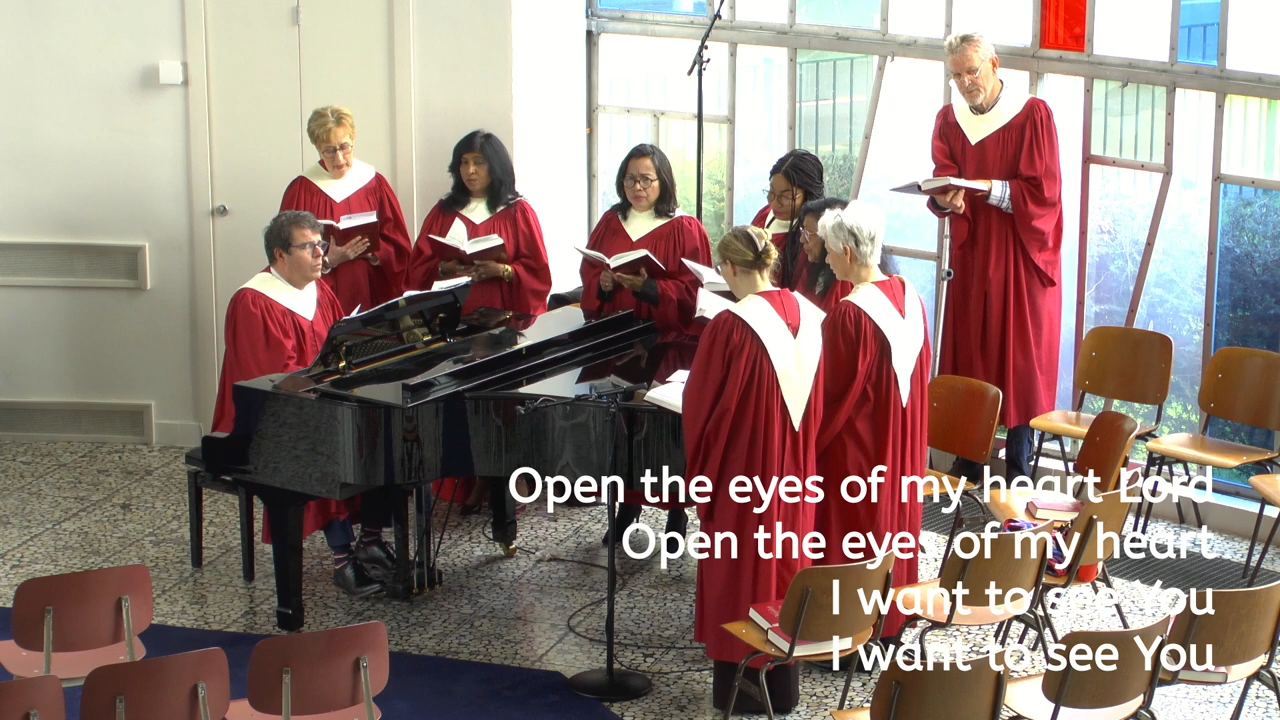 Open the eyes of my heart Lord
Open the eyes of my heart
I want to see You
I want to see You